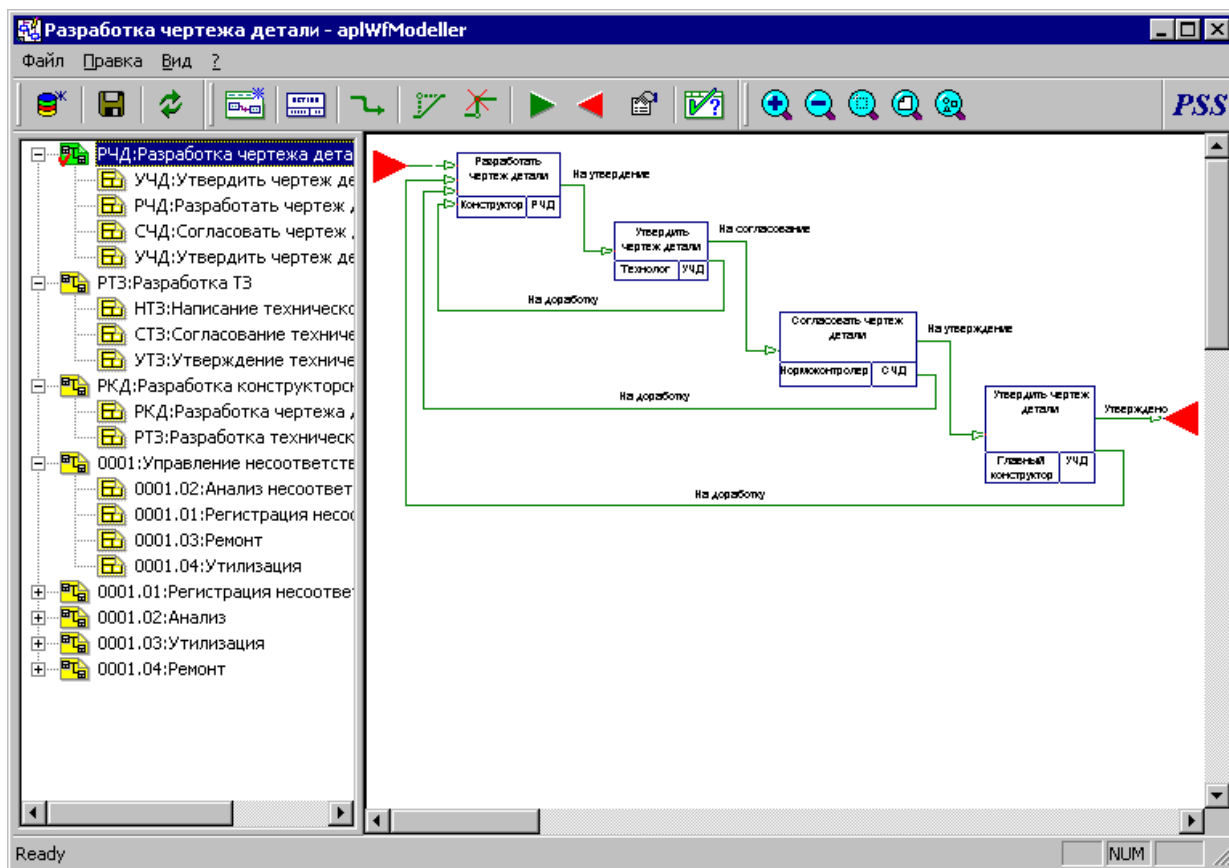 Разработка чертежа детали - aplWfModeller
Файл Правка Вид ?
ACTION
PSS
РЧД:Разработка чертежа дета
УЧД:Утвердить чертеж де
РЧД:Разработать чертеж
СЧД:Согласовать чертеж
УЧД:Утвердить чертеж де
РТЗ:Разработка ТЗ
НТЗ:Написание техническо
СТЗ:Согласование техниче
УТЗ:Утверждение техниче
РКД:Разработка конструкторс
РКД:Разработка чертежа
РТЗ:Разработка техническ
0001:Управление несоответств
0001.02:Анализ несоответ
0001.01:Регистрация несо
0001.03:Ремонт
0001.04:Утилизация
0001.01:Регистрация несоотве
0001.02:Анализ
0001.03:Утилизация
0001.04:Ремонт
Разработать
чертеж детали
Конструктор РЧД
На утвердение
Утвердить
чертеж детали
Технолог УЧД
На согласование
На доработку
Согласовать чертеж
детали
Нормоконтролер СЧД
На утверждение
На доработку
Утвердить чертеж
детали
Главный
конструктор УЧД
Утверждено
На доработку
Ready
NUM